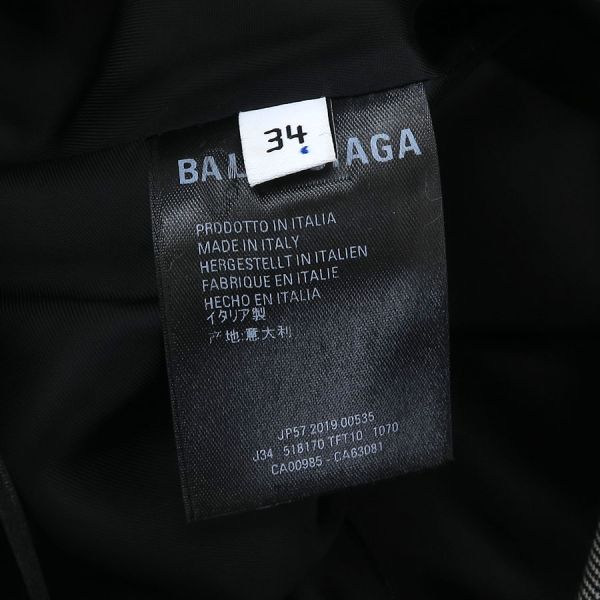 34
BAL IAGA
PRODOTTO IN ITALIA
MADE IN ITALY
HERGESTELLT IN ITALIEN
FABRIQUE EN ITALIE
HECHO EN ITALIA
イタリア製
产地:意大利
JP57 2019 00535
J34 518170 TFT10 1070
CA00985 - CA63081